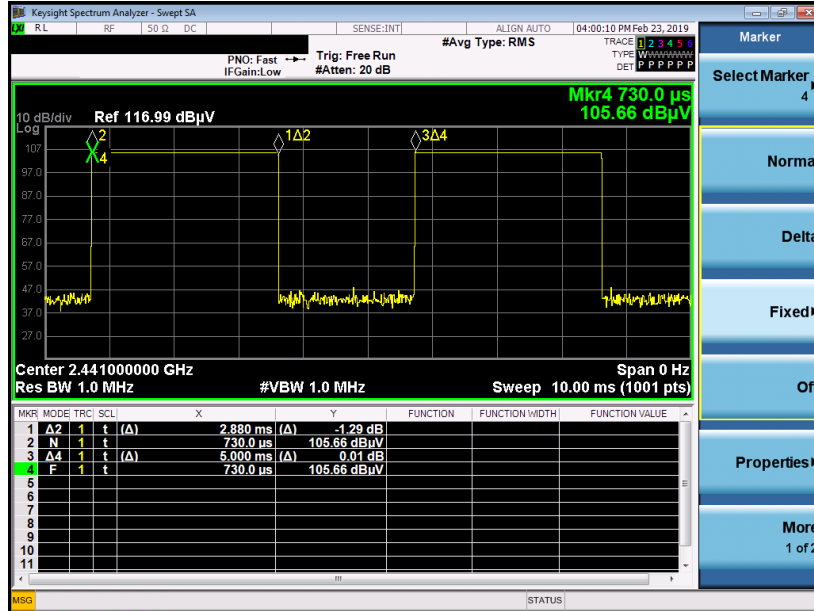 Keysight Spectrum Analyzer - Swept SA
LXI RL RF 50 Ω DC SENSE:INT ALIGN AUTO 04:00:10 PM Feb 23, 2019
#Avg Type: RMS TRACE 1 2 3 4 5 6
PNO: Fast Trig: Free Run TYPE WWWWWW
IFGain:Low #Atten: 20 dB DET P P P P P P
Mkr4 730.0 µs
105.66 dBµV
10 dB/div Ref 116.99 dBµV
Log
2
1Δ2
3Δ4
4
107
97.0
87.0
77.0
67.0
57.0
47.0
37.0
27.0
Center 2.441000000 GHz Span 0 Hz
Res BW 1.0 MHz #VBW 1.0 MHz Sweep 10.00 ms (1001 pts)
MKR MODE TRC SCL X Y FUNCTION FUNCTION WIDTH FUNCTION VALUE
1 Δ2 1 t (Δ) 2.880 ms (Δ) -1.29 dB
2 N 1 t 730.0 µs 105.66 dBµV
3 Δ4 1 t (Δ) 5.000 ms (Δ) 0.01 dB
4 F 1 t 730.0 µs 105.66 dBµV
5
6
7
8
9
10
11
MSG STATUS
Marker
Select Marker
4
Norma
Delta
Fixed
Of
Properties
More
1 of 2